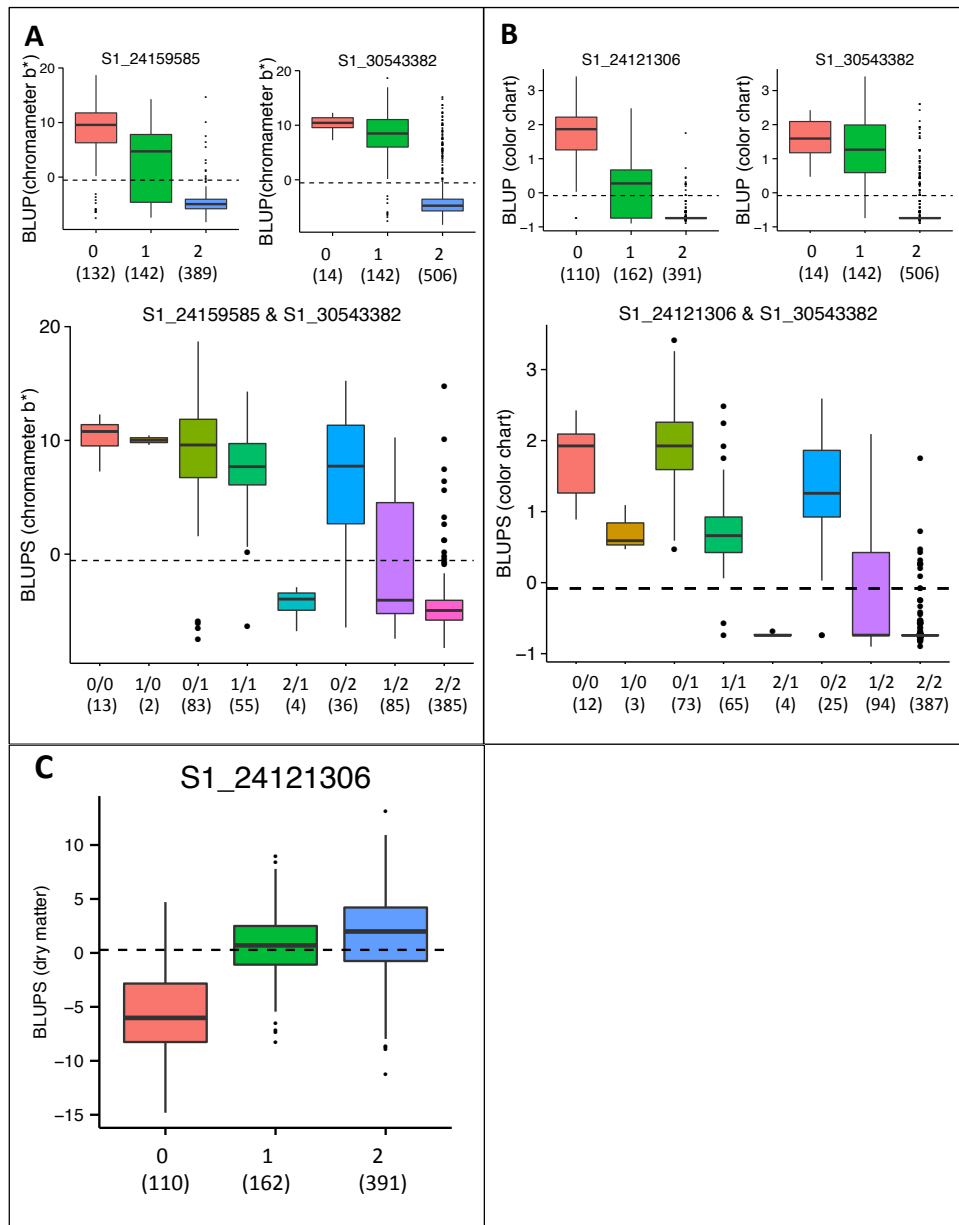 A
S1_24159585
BLUP(chromameter b*)
20
10
0
0 1 2
(132) (142) (389)
S1_30543382
BLUP(chromameter b*)
20
10
0
0 1 2
(14) (142) (506)
S1_24159585 & S1_30543382
BLUPS (chromameter b*)
20
10
0
0/0 1/0 0/1 1/1 2/1 0/2 1/2 2/2
(13) (2) (83) (55) (4) (36) (85) (385)
B
S1_24121306
BLUP (color chart)
3
2
1
0
−1
0 1 2
(110) (162) (391)
S1_30543382
BLUP (color chart)
3
2
1
0
−1
0 1 2
(14) (142) (506)
S1_24121306 & S1_30543382
BLUPS (color chart)
3
2
1
0
−1
0/0 1/0 0/1 1/1 2/1 0/2 1/2 2/2
(12) (3) (73) (65) (4) (25) (94) (387)
C
S1_24121306
BLUPS (dry matter)
10
5
0
−5
−10
−15
0 1 2
(110) (162) (391)